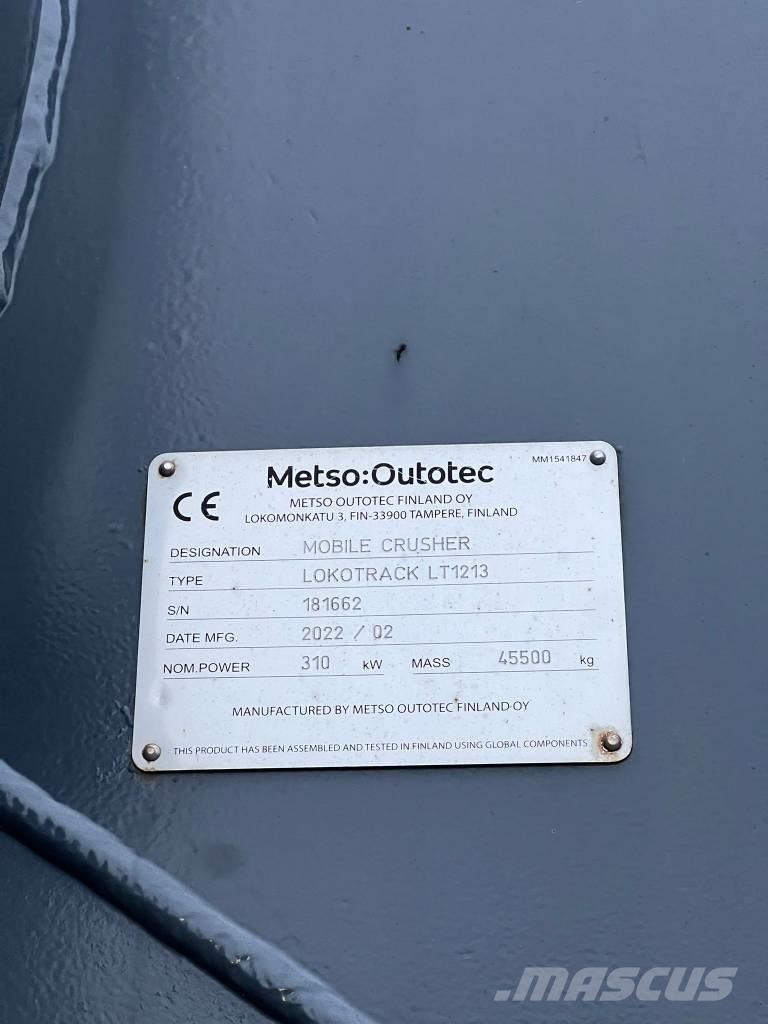 Metso:Outotec
MM1541847
CE
METSO OUTOTEC FINLAND OY
LOKOMONKATU 3, FIN-33900 TAMPERE, FINLAND
DESIGNATION MOBILE CRUSHER
TYPE LOKOTRACK LT1213
S/N 181662
DATE MFG. 2022 / 02
NOM.POWER 310 kW MASS 45500 kg
MANUFACTURED BY METSO OUTOTEC FINLAND OY
THIS PRODUCT HAS BEEN ASSEMBLED AND TESTED IN FINLAND USING GLOBAL COMPONENTS
MASCUS